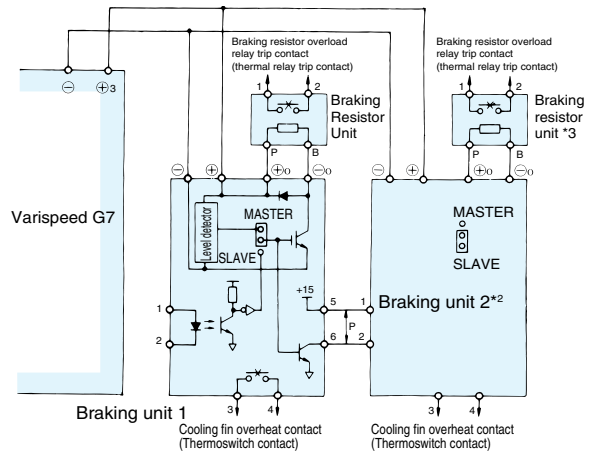 Braking resistor overload
relay trip contact
(thermal relay trip contact)
Braking resistor overload
relay trip contact
(thermal relay trip contact)
1 2
Braking
Resistor
Unit
P B
1 2
Braking
resistor
unit *3
P B
⊖ ⊕3
Varispeed G7
⊖ ⊕ ⊕0 ⊖0
Level detector
MASTER
SLAVE
+15
1
2
5
6
P
3 4
Braking unit 1
Cooling fin overheat contact
(Thermoswitch contact)
⊖ ⊕ ⊕0 ⊖0
MASTER
SLAVE
1
2
Braking unit 2*2
3 4
Cooling fin overheat contact
(Thermoswitch contact)